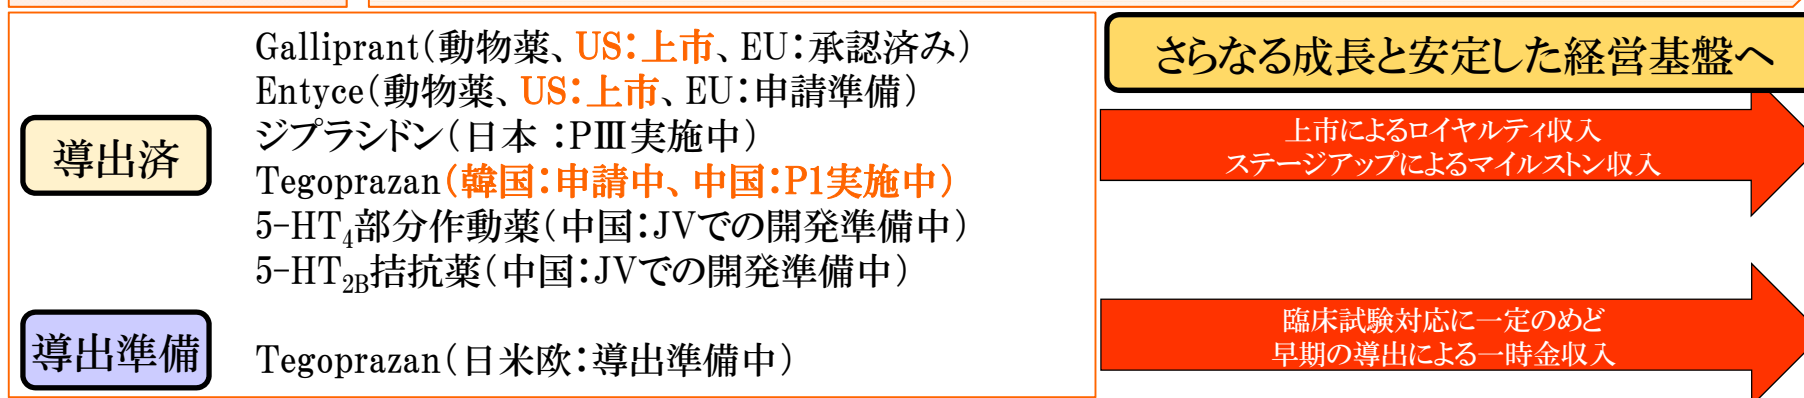 Galliprant(動物薬、US:上市、EU:承認済み)
Entyce(動物薬、US:上市、EU:申請準備)
導出済
ジプラシドン(日本 :PⅢ実施中)
Tegoprazan(韓国:申請中、中国:P1実施中)
5-HT₄部分作動薬(中国:JVでの開発準備中)
5-HT₂B拮抗薬(中国:JVでの開発準備中)
導出準備
Tegoprazan(日米欧:導出準備中)
さらなる成長と安定した経営基盤へ
上市によるロイヤルティ収入
ステージアップによるマイルストン収入
臨床試験対応に一定のめど
早期の導出による一時金収入